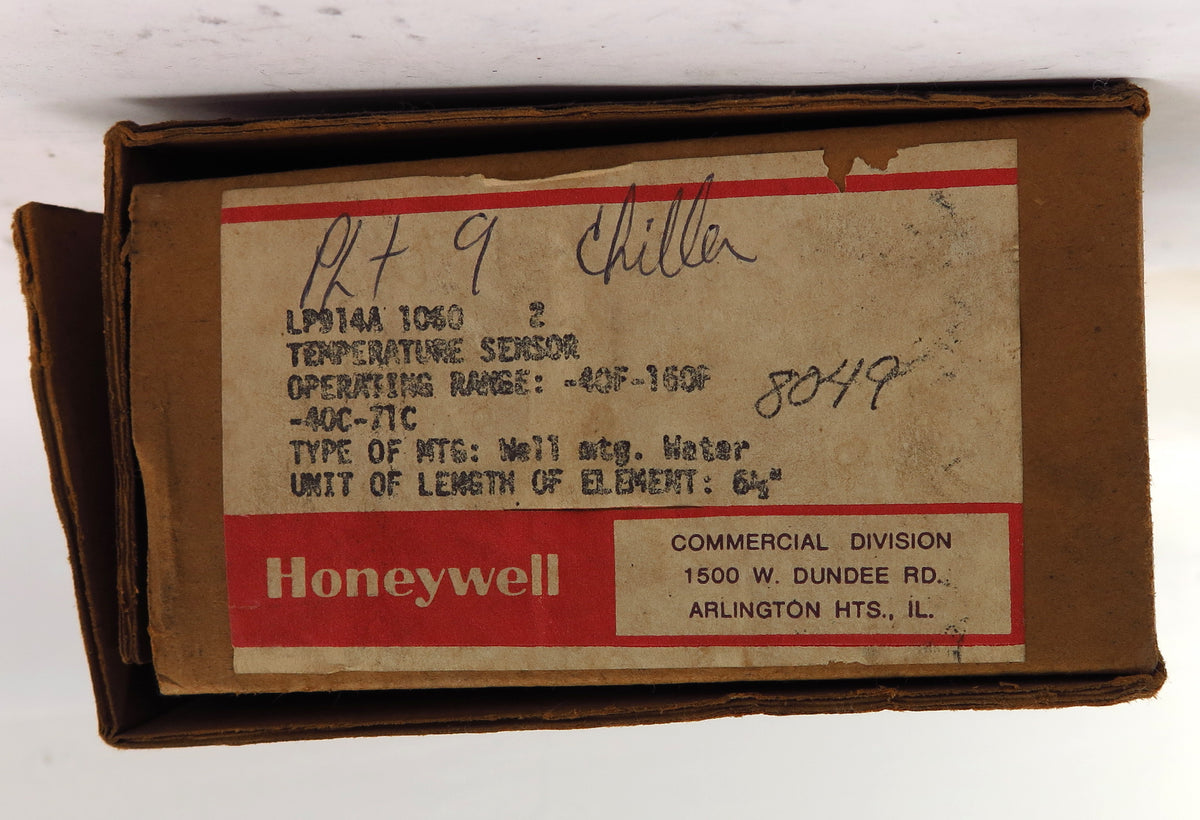 Plt 9 Chiller
LP914A 1060 2
TEMPERATURE SENSOR
OPERATING RANGE: -40F-160F
-40C-71C
TYPE OF MTG: Well mtg. Water
UNIT OF LENGTH OF ELEMENT: 6½"
8049
Honeywell
COMMERCIAL DIVISION
1500 W. DUNDEE RD.
ARLINGTON HTS., IL.